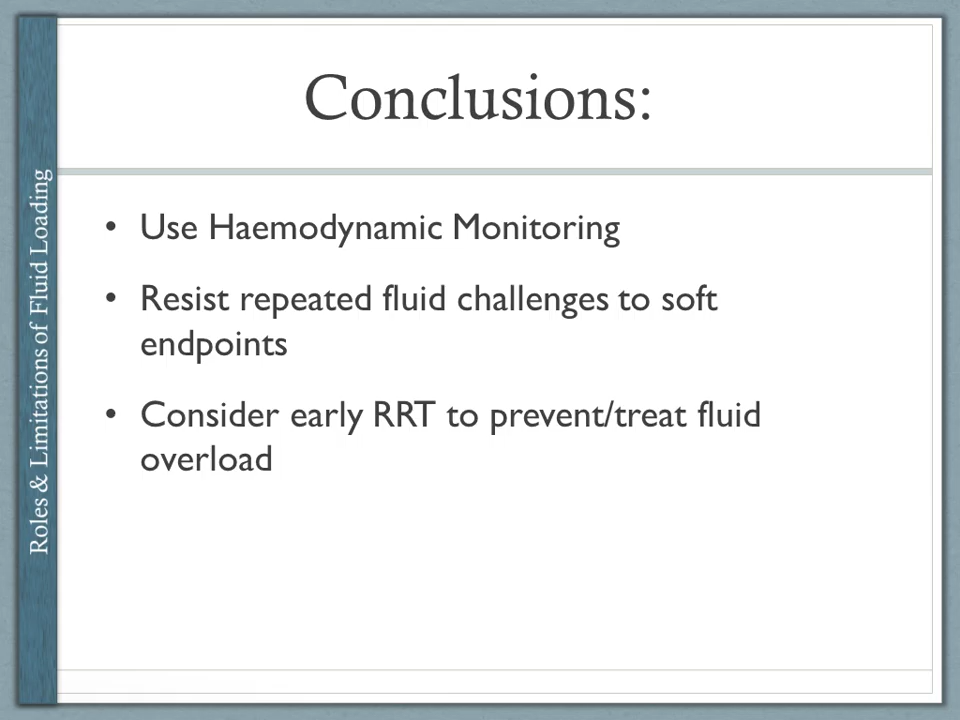 Conclusions:
Roles & Limitations of Fluid Loading
• Use Haemodynamic Monitoring
• Resist repeated fluid challenges to soft
endpoints
• Consider early RRT to prevent/treat fluid
overload